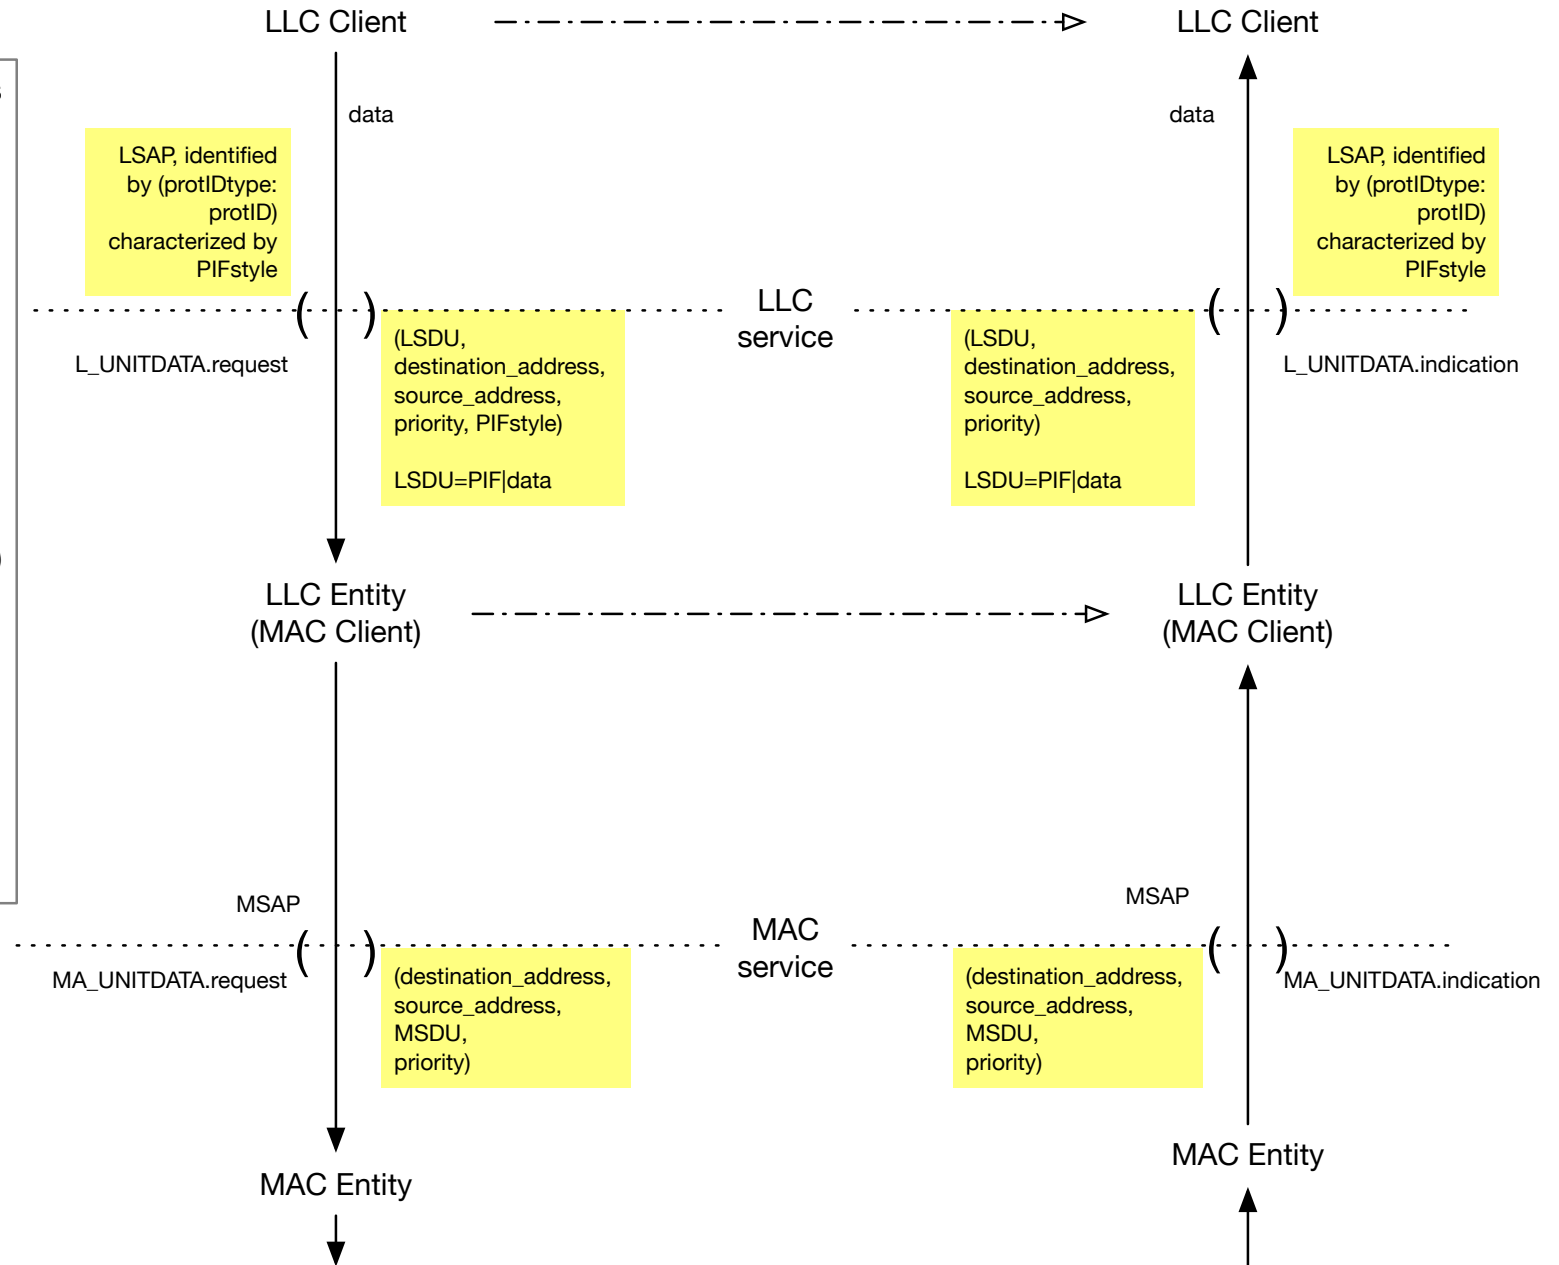 LLC Client
LLC Client
data
data
LSAP, identified
by (protIDtype:
protID)
characterized by
PIFstyle
LSAP, identified
by (protIDtype:
protID)
characterized by
PIFstyle
LLC
service
L_UNITDATA.request
(LSDU,
destination_address,
source_address,
priority, PIFstyle)
LSDU=PIF|data
(LSDU,
destination_address,
source_address,
priority)
LSDU=PIF|data
L_UNITDATA.indication
LLC Entity
(MAC Client)
LLC Entity
(MAC Client)
MSAP
MSAP
MAC
service
MA_UNITDATA.request
(destination_address,
source_address,
MSDU,
priority)
(destination_address,
source_address,
MSDU,
priority)
MA_UNITDATA.indication
MAC Entity
MAC Entity